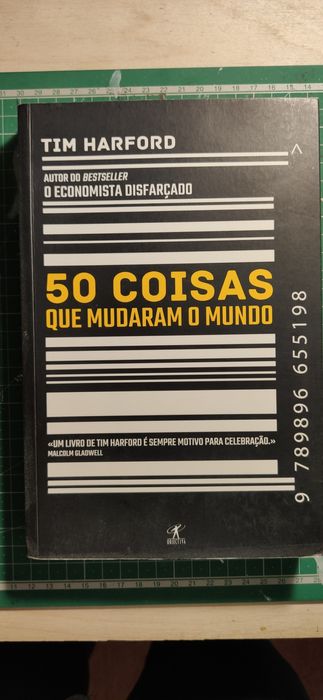 TIM HARFORD
AUTOR DO BESTSELLER
O ECONOMISTA DISFARÇADO
50 COISAS
QUE MUDARAM O MUNDO
«UM LIVRO DE TIM HARFORD É SEMPRE MOTIVO PARA CELEBRAÇÃO.»
MALCOLM GLADWELL
9 789896 655198 >
OBJECTIVA